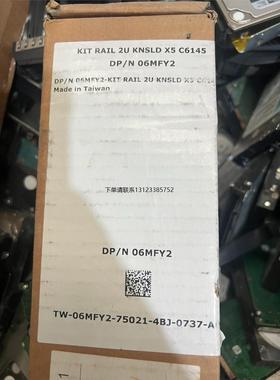 KIT RAIL 2U KNSLD X5 C6145
DP/N 06MFY2
DP/N 06MFY2-KIT RAIL 2U KNSLD X5 C614
Made in Taiwan
下单请联系13123385752
DP/N 06MFY2
TW-06MFY2-75021-4BJ-0737-A